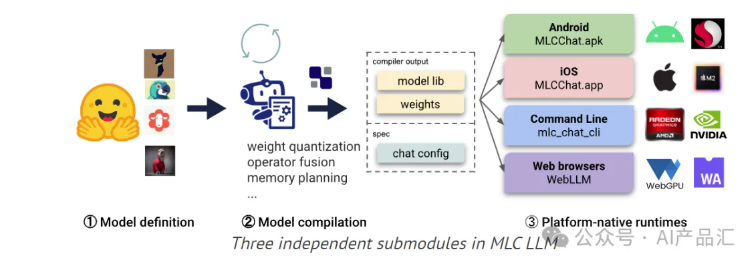 compiler output
model lib
weights
spec
chat config
weight quantization
operator fusion
memory planning
...
Android
MLCChat.apk
iOS
MLCChat.app
M2
Command Line
mlc_chat_cli
RADEON
GRAPHICS
AMD
NVIDIA
Web browsers
WebLLM
WebGPU
WA
① Model definition
② Model compilation
③ Platform-native runtimes
Three independent submodules in MLC LLM
公众号 · AI产品汇